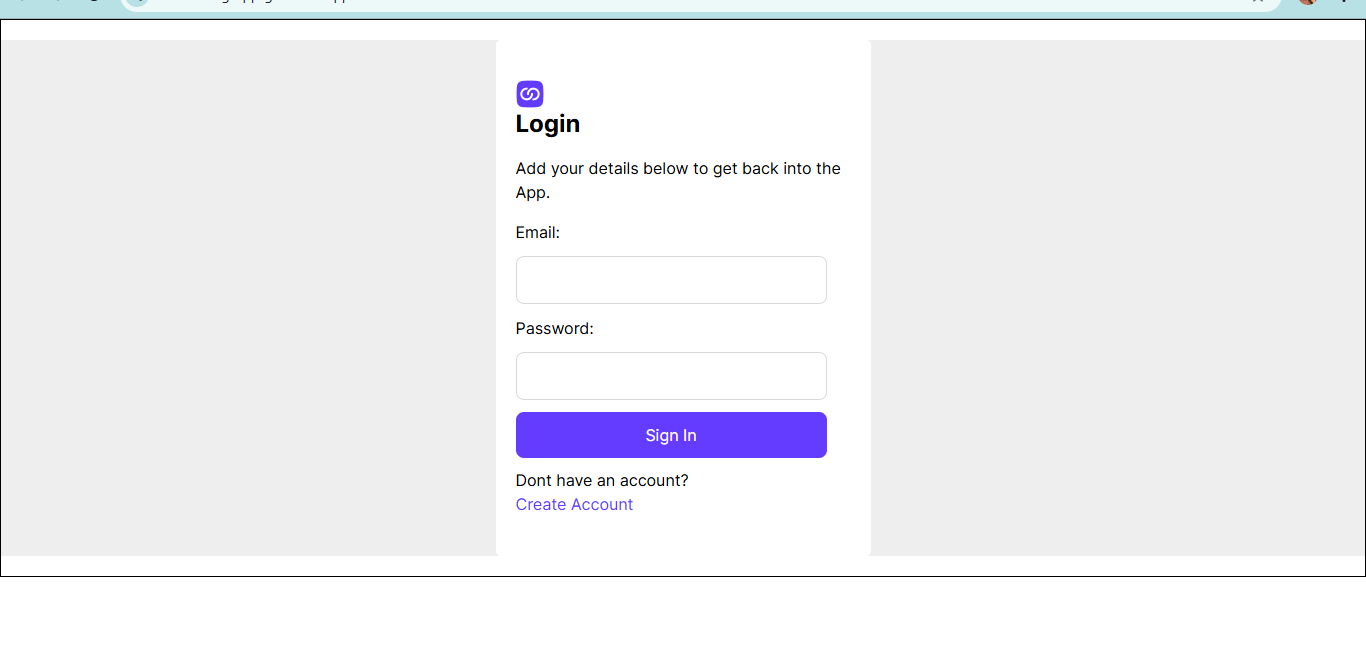 Login
Add your details below to get back into the
App.
Email:
Password:
Sign In
Dont have an account?
Create Account